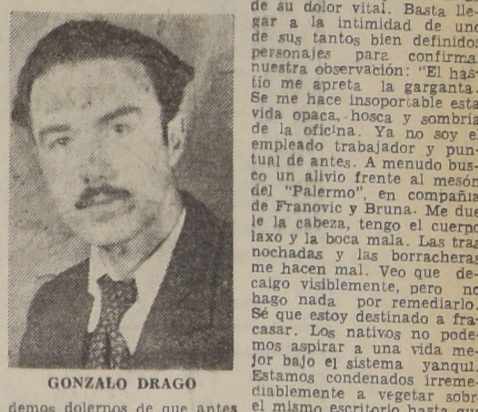 GONZALO DRAGO
demos dolernos de que antes
de su dolor vital. Basta lle-
gar a la intimidad de uno
de sus tantos bien definidos
personajes para confirma
nuestra observación: "El has-
tío me apreta la garganta.
Se me hace insoportable esta
vida opaca, hosca y sombría
de la oficina. Ya no soy el
empleado trabajador y pun-
tual de antes. A menudo bus-
co un alivio frente al mesón
del "Palermo", en compañía
de Franovic y Bruna. Me due
le la cabeza, tengo el cuerpo
laxo y la boca mala. Las tras
nochadas y las borracheras
me hacen mal. Veo que de-
caigo visiblemente, pero no
hago nada por remediarlo.
Sé que estoy destinado a fra-
casar. Los nativos no pode-
mos aspirar a una vida me-
jor bajo el sistema yanqui.
Estamos condenados irreme-
diablemente a vegetar sobr
el mismo escritorio hasta que